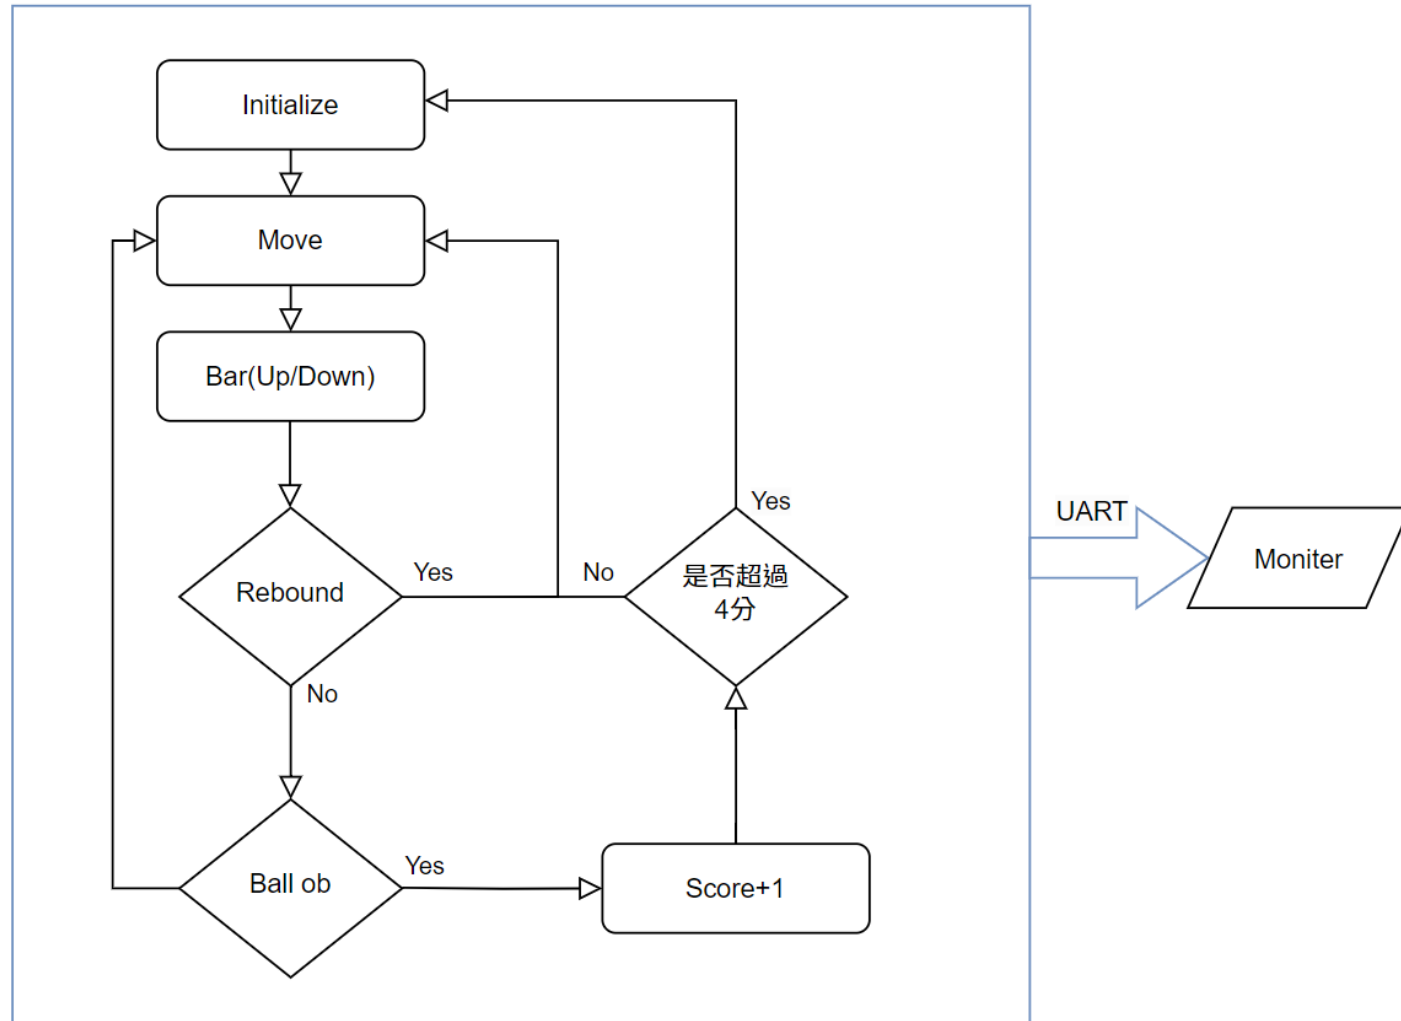 Initialize
Move
Bar(Up/Down)
Rebound
Yes
No
Ball ob
Yes
Score+1
是否超過
4分
No
Yes
UART
Moniter